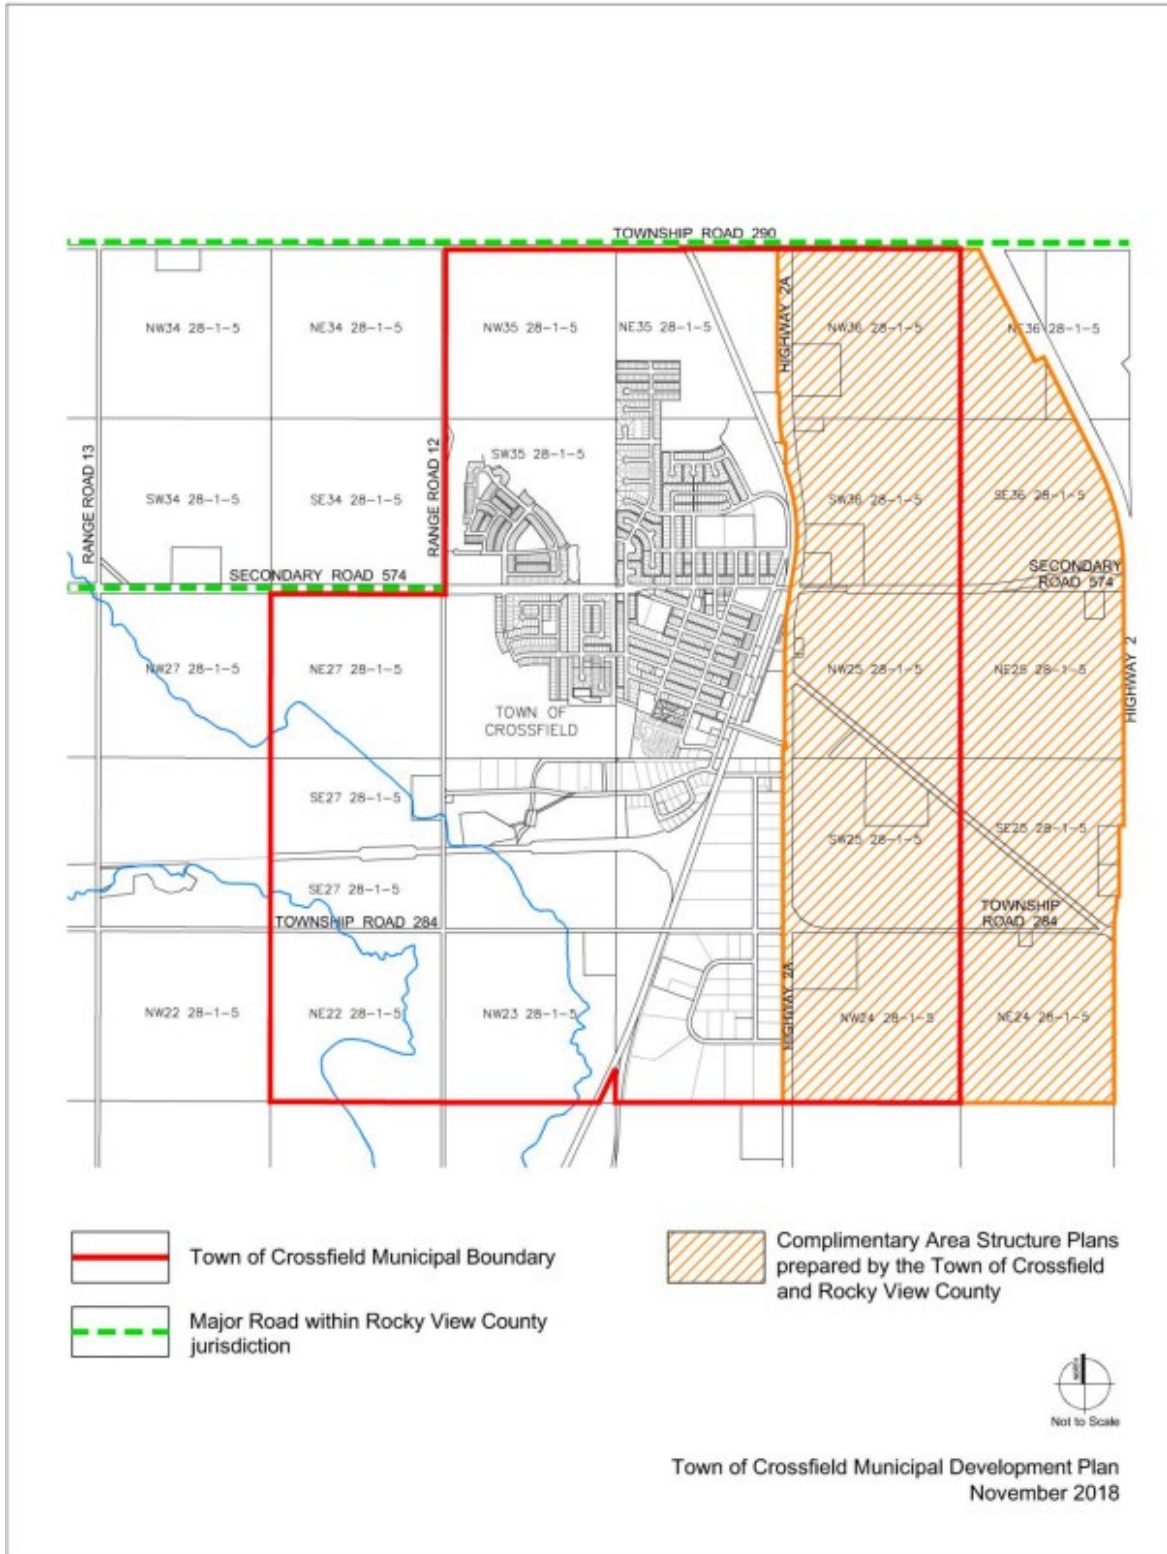 TOWNSHIP ROAD 290
NW34 28-1-5
NE34 28-1-5
NW35 28-1-5
NE35 28-1-5
HIGHWAY 2A
NW36 28-1-5
NE36 28-1-5
RANGE ROAD 13
SW34 28-1-5
SE34 28-1-5
RANGE ROAD 12
SW35 28-1-5
SW36 28-1-5
SE36 28-1-5
SECONDARY ROAD 574
SECONDARY
ROAD 574
NW27 28-1-5
NE27 28-1-5
TOWN OF
CROSSFIELD
NW25 28-1-5
NE25 28-1-5
HIGHWAY 2
SE27 28-1-5
SW25 28-1-5
SE25 28-1-5
SE27 28-1-5
TOWNSHIP ROAD 284
TOWNSHIP
ROAD 284
NW22 28-1-5
NE22 28-1-5
NW23 28-1-5
HIGHWAY 2A
NW24 28-1-5
NE24 28-1-5
Town of Crossfield Municipal Boundary
Major Road within Rocky View County
jurisdiction
Complimentary Area Structure Plans
prepared by the Town of Crossfield
and Rocky View County
NORTH
Not to Scale
Town of Crossfield Municipal Development Plan
November 2018